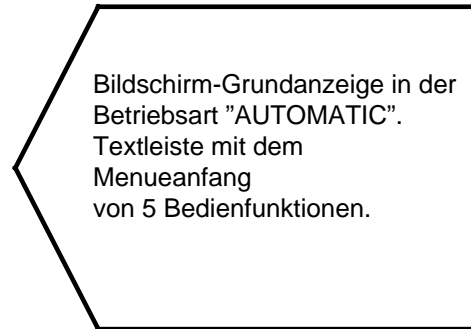 Bildschirm-Grundanzeige in der
Betriebsart ”AUTOMATIC”.
Textleiste mit dem
Menueanfang
von 5 Bedienfunktionen.